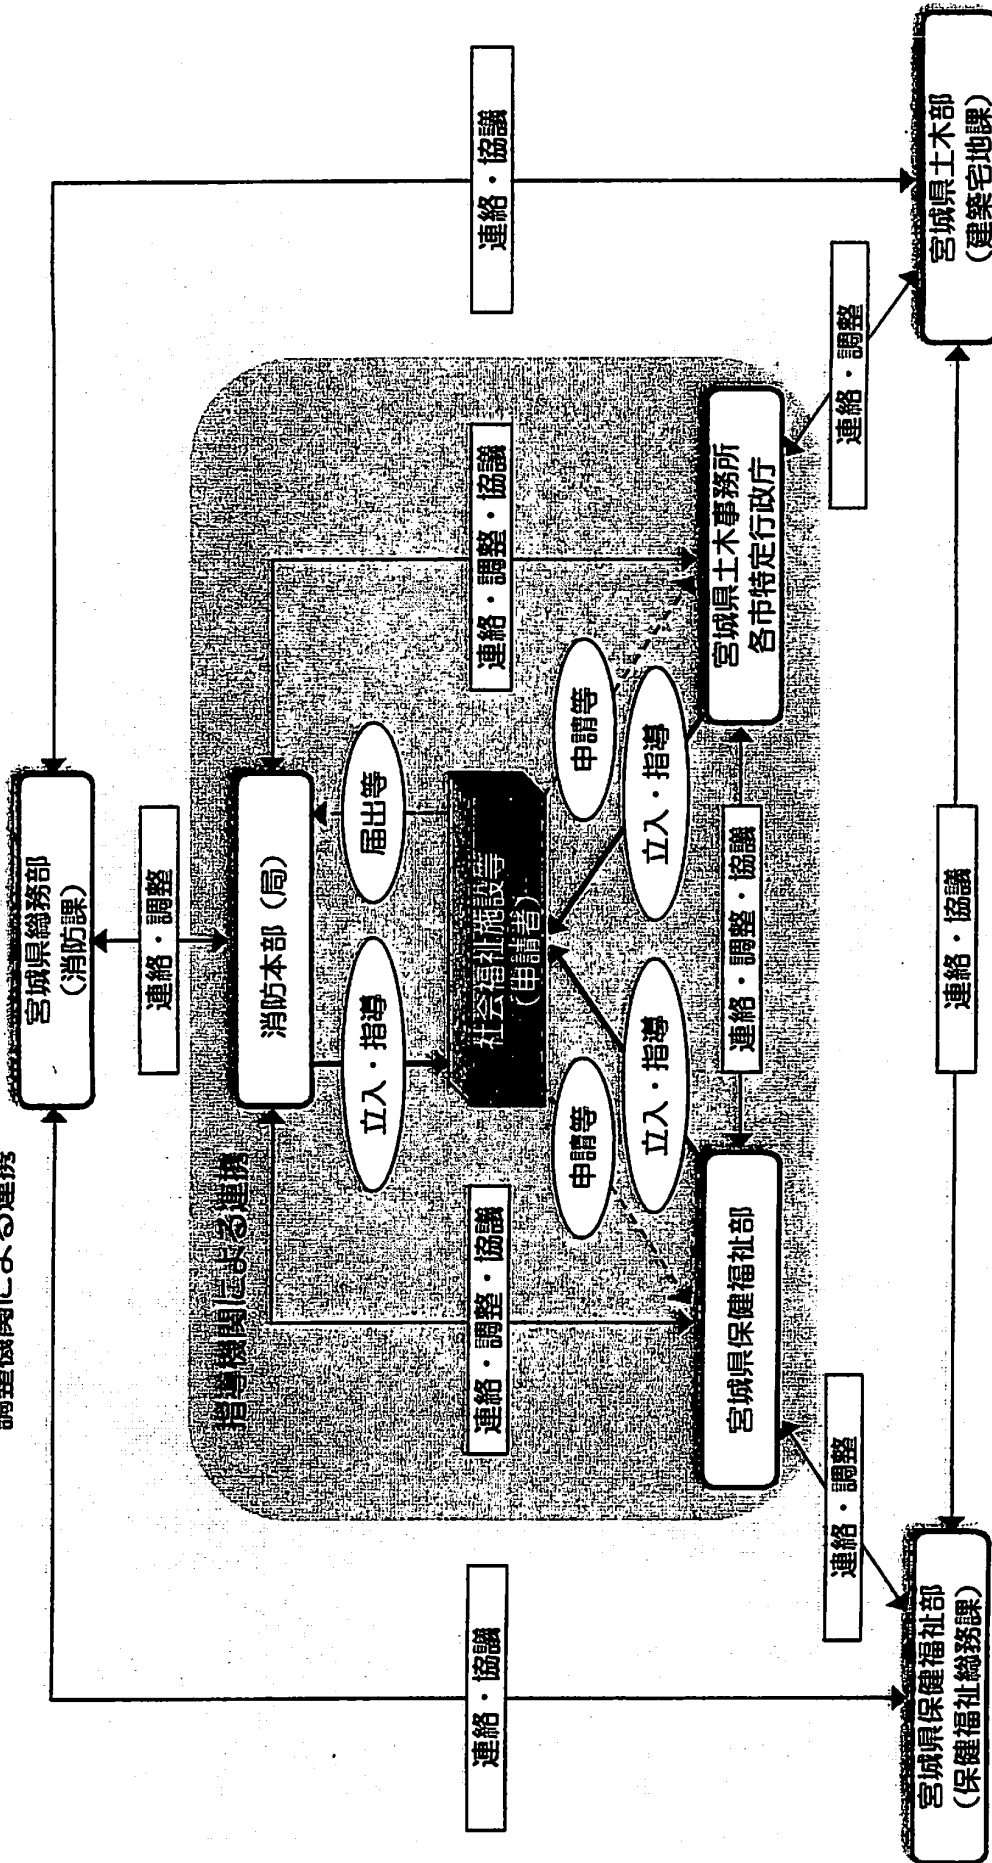 調整機関による連携
宮城県総務部
（消防課）
連絡・調整
指導機関による連携
消防本部（局）
連絡・協議
連絡・協議
立入・指導
届出等
連絡・調整・協議
連絡・調整・協議
社会福祉施設等
（申請者）
申請等
申請等
立入・指導
立入・指導
宮城県保健福祉部
連絡・調整・協議
宮城県土木事務所
各市特定行政庁
連絡・調整
連絡・調整
宮城県保健福祉部
（保健福祉総務課）
連絡・協議
宮城県土木部
（建築宅地課）